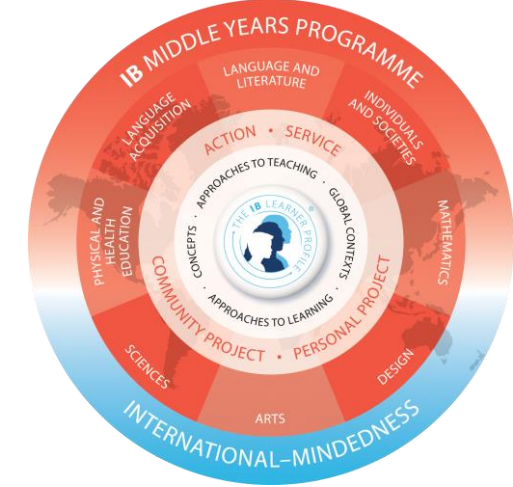 IB MIDDLE YEARS PROGRAMME
LANGUAGE AND
LITERATURE
INDIVIDUALS
AND SOCIETIES
MATHEMATICS
DESIGN
ARTS
SCIENCES
PHYSICAL AND
HEALTH
EDUCATION
LANGUAGE
ACQUISITION
ACTION • SERVICE
COMMUNITY PROJECT • PERSONAL PROJECT
APPROACHES TO TEACHING · GLOBAL CONTEXTS ·
APPROACHES TO LEARNING · CONCEPTS ·
THE IB LEARNER PROFILE
®
INTERNATIONAL–MINDEDNESS